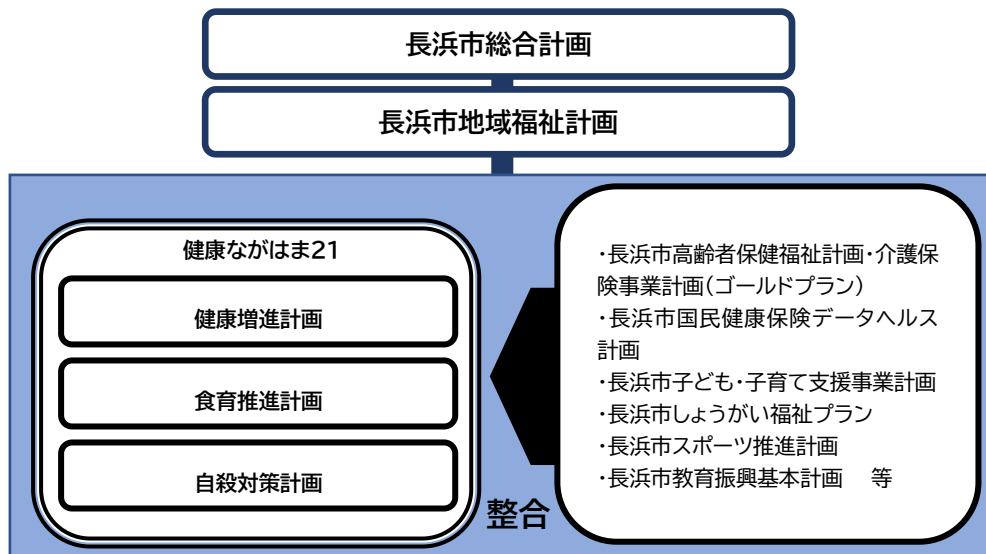 長浜市総合計画
長浜市地域福祉計画
健康ながはま21
健康増進計画
食育推進計画
自殺対策計画
整合
・長浜市高齢者保健福祉計画・介護保
険事業計画(ゴールドプラン)
・長浜市国民健康保険データヘルス
計画
・長浜市子ども・子育て支援事業計画
・長浜市しょうがい福祉プラン
・長浜市スポーツ推進計画
・長浜市教育振興基本計画　等